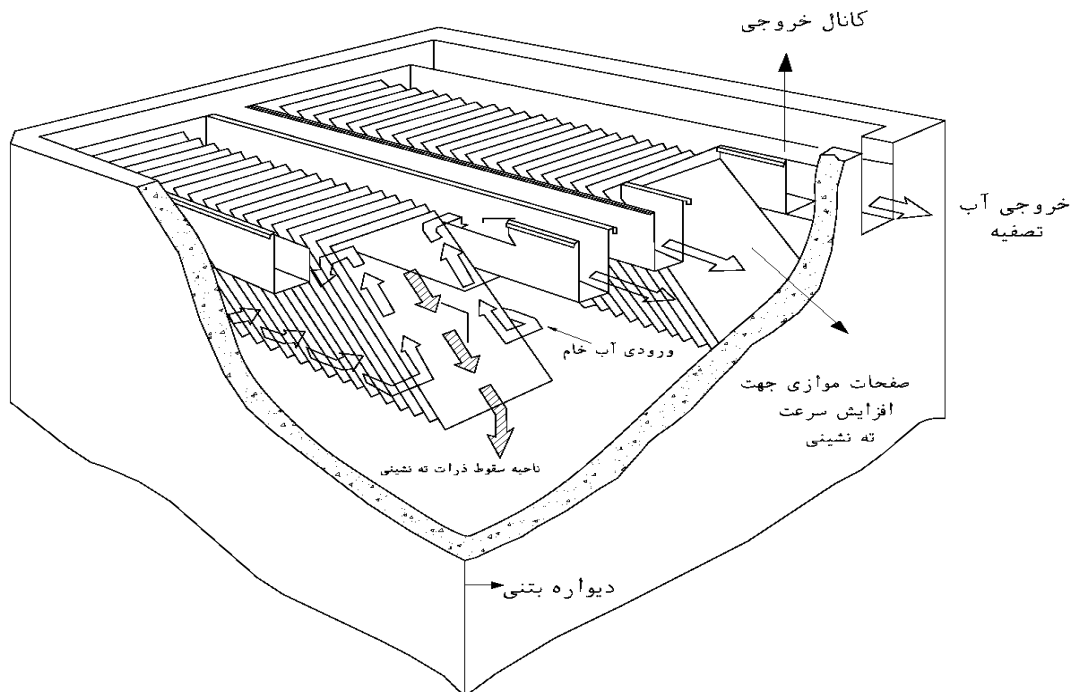 کانال خروجی
خروجی آب
تصفیه
ورودی آب خام
صفحات موازی جهت
افزایش سرعت
ته نشینی
ناحیه سقوط ذرات ته نشینی
دیواره بتنی